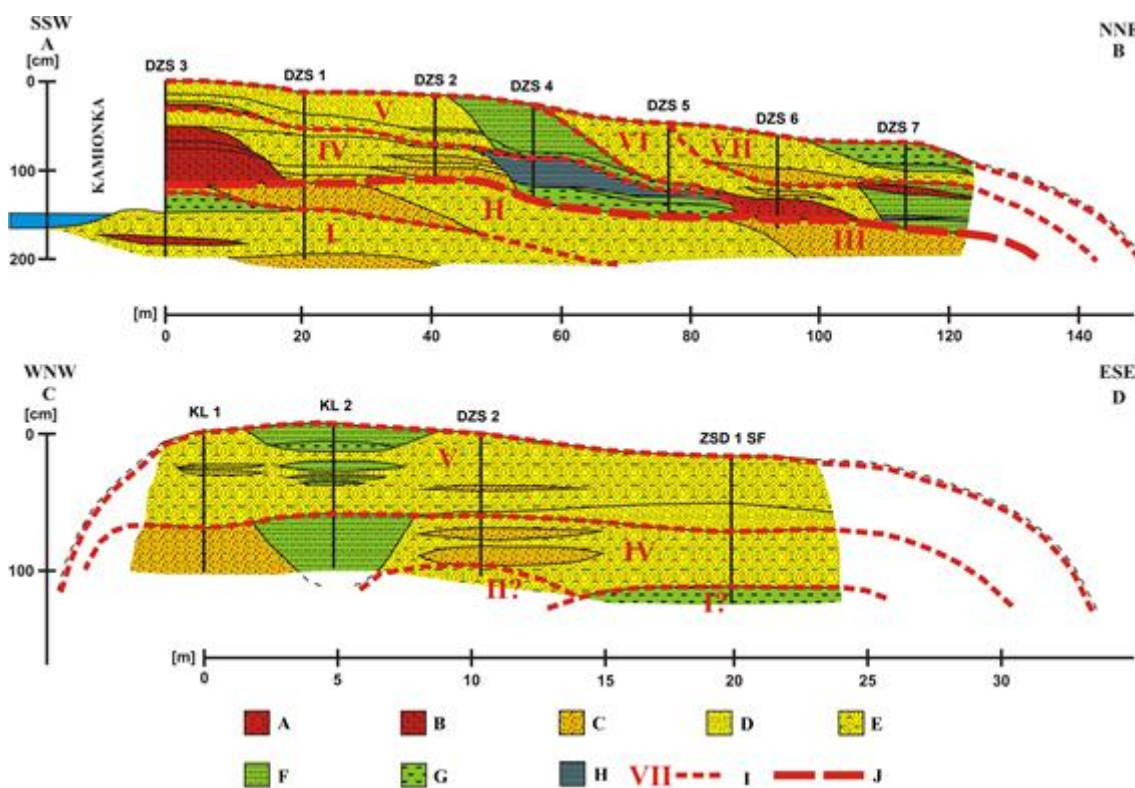 SSW
NNE
A
B
[cm]
DZS 3
DZS 1
DZS 2
DZS 4
DZS 5
DZS 6
DZS 7
0
100
200
KAMIONKA
V
IV
VI
VII
H
I
III
[m]
0
20
40
60
80
100
120
140
WNW
ESE
C
D
[cm]
KL 1
KL 2
DZS 2
ZSD 1 SF
0
100
V
IV
II?
I?
[m]
0
5
10
15
20
25
30
A
B
C
D
E
F
G
H
VII
I
J